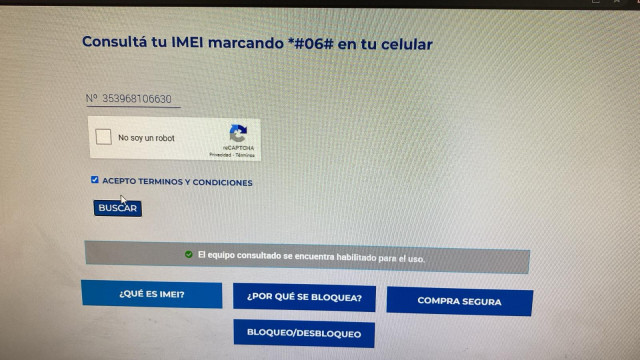 Consultá tu IMEI marcando *#06# en tu celular
Nº 353968106630
No soy un robot
reCAPTCHA
Privacidad - Términos
ACEPTO TERMINOS Y CONDICIONES
BUSCAR
El equipo consultado se encuentra habilitado para el uso.
¿QUÉ ES IMEI?
¿POR QUÉ SE BLOQUEA?
COMPRA SEGURA
BLOQUEO/DESBLOQUEO